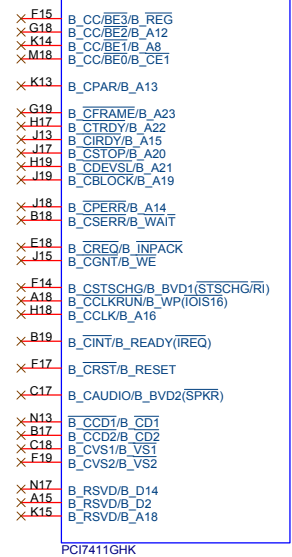 F15 B_CC/BE3/B_REG
G18 B_CC/BE2/B_A12
K14 B_CC/BE1/B_A8
M18 B_CC/BE0/B_CE1
K13 B_CPAR/B_A13
G19 B_CFRAME/B_A23
H17 B_CTRDY/B_A22
J13 B_CIRDY/B_A15
J17 B_CSTOP/B_A20
H19 B_CDEVSL/B_A21
J19 B_CBLOCK/B_A19
J18 B_CPERR/B_A14
B18 B_CSERR/B_WAIT
E18 B_CREQ/B_INPACK
J15 B_CGNT/B_WE
F14 B_CSTSCHG/B_BVD1(STSCHG/RI)
A18 B_CCLKRUN/B_WP(IOIS16)
H18 B_CCLK/B_A16
B19 B_CINT/B_READY(IREQ)
F17 B_CRST/B_RESET
C17 B_CAUDIO/B_BVD2(SPKR)
N13 B_CCD1/B_CD1
B17 B_CCD2/B_CD2
C18 B_CVS1/B_VS1
F19 B_CVS2/B_VS2
N17 B_RSVD/B_D14
A15 B_RSVD/B_D2
K15 B_RSVD/B_A18
PCI7411GHK